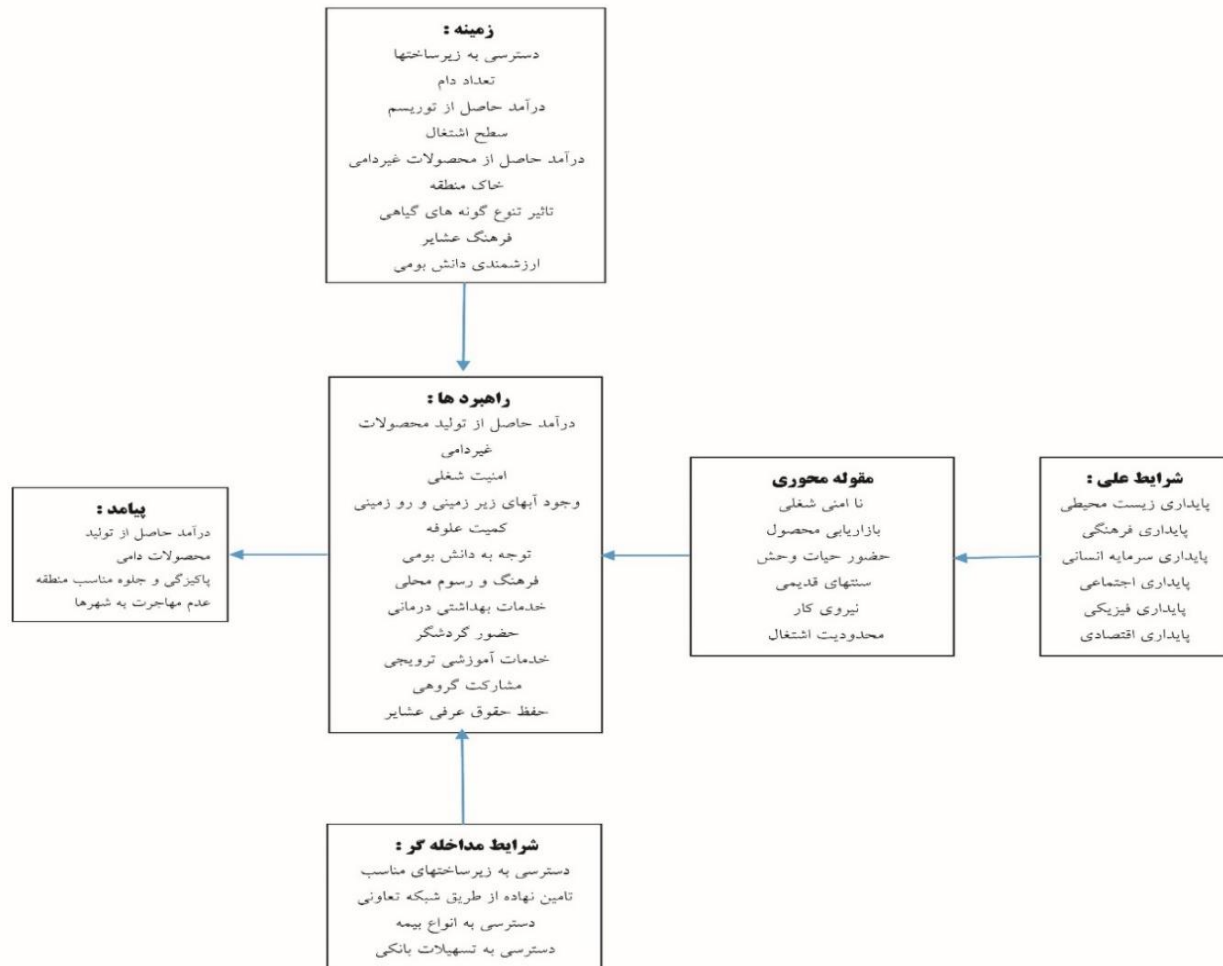 زمینه :
دسترسی به زیرساختها
تعداد دام
درآمد حاصل از توریسم
سطح اشتغال
درآمد حاصل از محصولات غیردامی
خاک منطقه
تاثیر تنوع گونه های گیاهی
فرهنگ عشایر
ارزشمندی دانش بومی
شرایط علی :
پایداری زیست محیطی
پایداری فرهنگی
پایداری سرمایه انسانی
پایداری اجتماعی
پایداری فیزیکی
پایداری اقتصادی
مقوله محوری
نا امنی شغلی
بازاریابی محصول
حضور حیات وحش
سنتهای قدیمی
نیروی کار
محدودیت اشتغال
راهبرد ها :
درآمد حاصل از تولید محصولات
غیردامی
امنیت شغلی
وجود آبهای زیر زمینی و رو زمینی
کمیت علوفه
توجه به دانش بومی
فرهنگ و رسوم محلی
خدمات بهداشتی درمانی
حضور گردشگر
خدمات آموزشی ترویجی
مشارکت گروهی
حفظ حقوق عرفی عشایر
پیامد :
درآمد حاصل از تولید
محصولات دامی
پاکیزگی و جلوه مناسب منطقه
عدم مهاجرت به شهرها
شرایط مداخله گر :
دسترسی به زیرساختهای مناسب
تامین نهاده از طریق شبکه تعاونی
دسترسی به انواع بیمه
دسترسی به تسهیلات بانکی